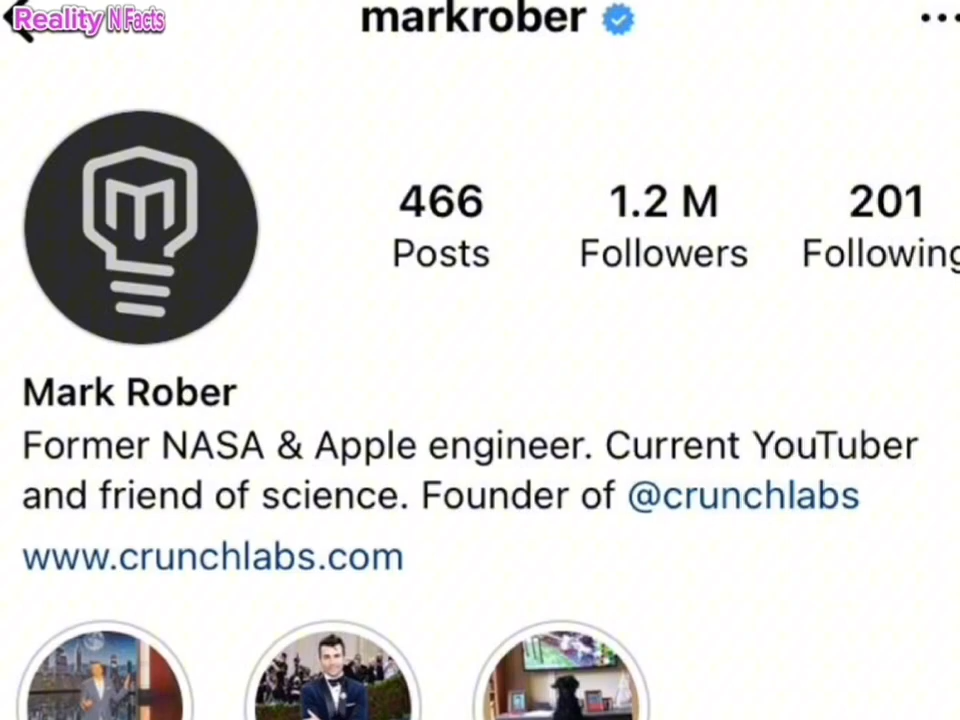 Reality N Facts
markrober
466
1.2 M
201
Posts
Followers
Following
Mark Rober
Former NASA & Apple engineer. Current YouTuber
and friend of science. Founder of @crunchlabs
www.crunchlabs.com